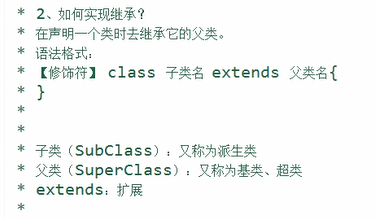 * 2、如何实现继承?
* 在声明一个类时去继承它的父类。
* 语法格式:
* 【修饰符】 class 子类名 extends 父类名{
* }
*
*
* 子类（SubClass）: 又称为派生类
* 父类（SuperClass）: 又称为基类、超类
* extends: 扩展
*